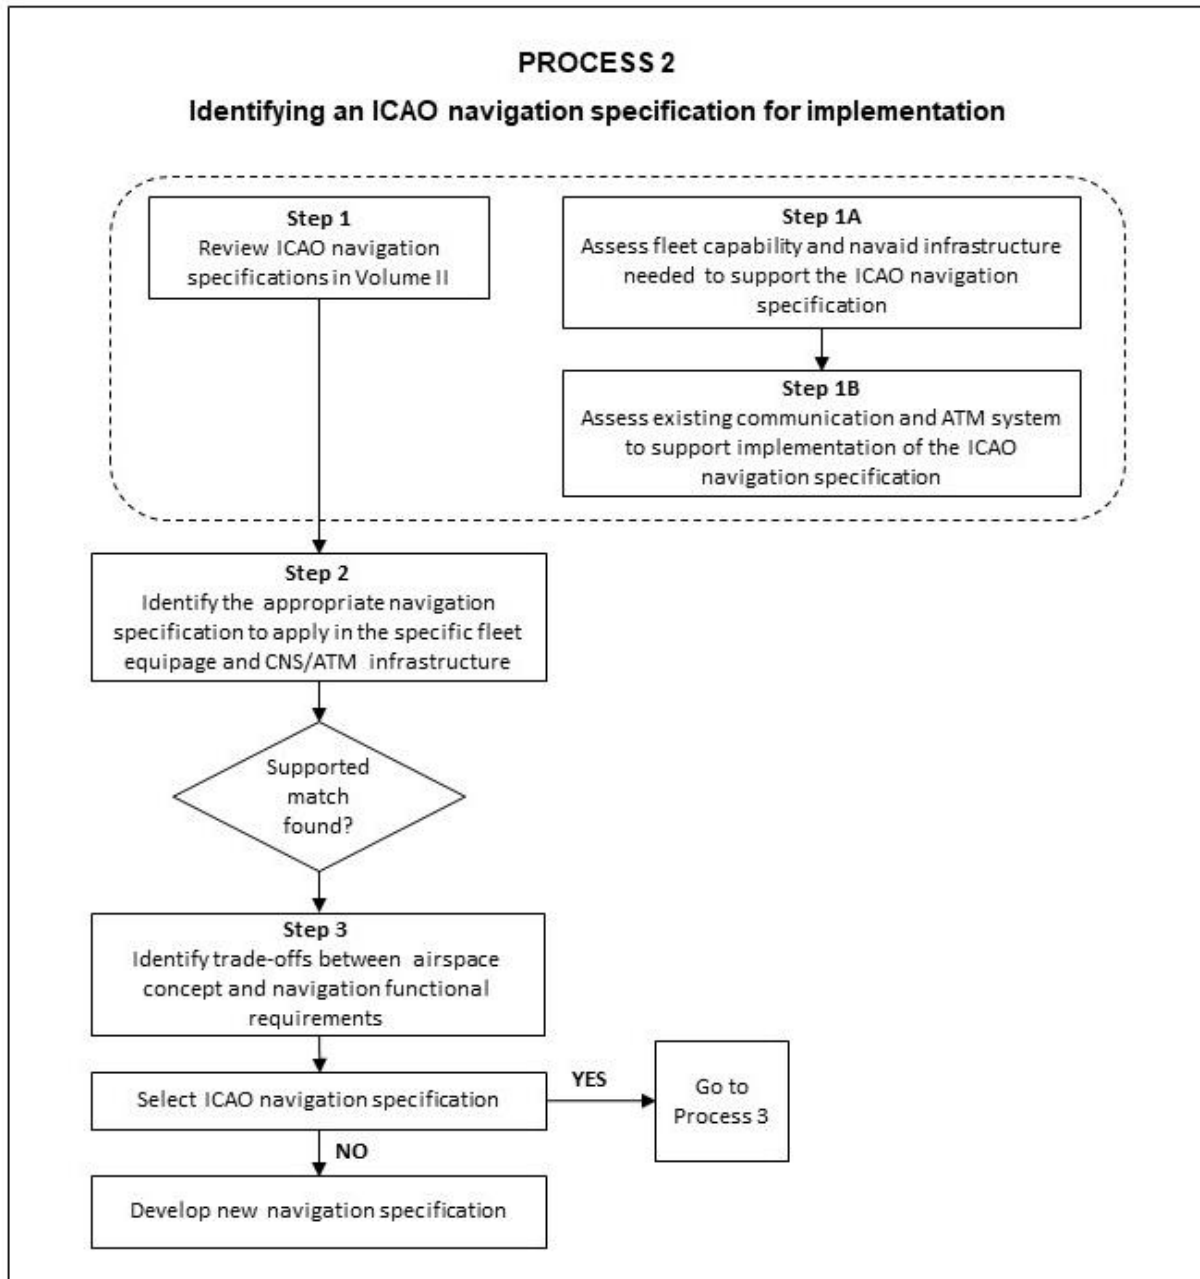 PROCESS 2
Identifying an ICAO navigation specification for implementation
Step 1
Review ICAO navigation
specifications in Volume II
Step 1A
Assess fleet capability and navaid infrastructure
needed to support the ICAO navigation
specification
Step 1B
Assess existing communication and ATM system
to support implementation of the ICAO
navigation specification
Step 2
Identify the appropriate navigation
specification to apply in the specific fleet
equipage and CNS/ATM infrastructure
Supported
match
found?
Step 3
Identify trade-offs between airspace
concept and navigation functional
requirements
Select ICAO navigation specification
YES
Go to
Process 3
NO
Develop new navigation specification